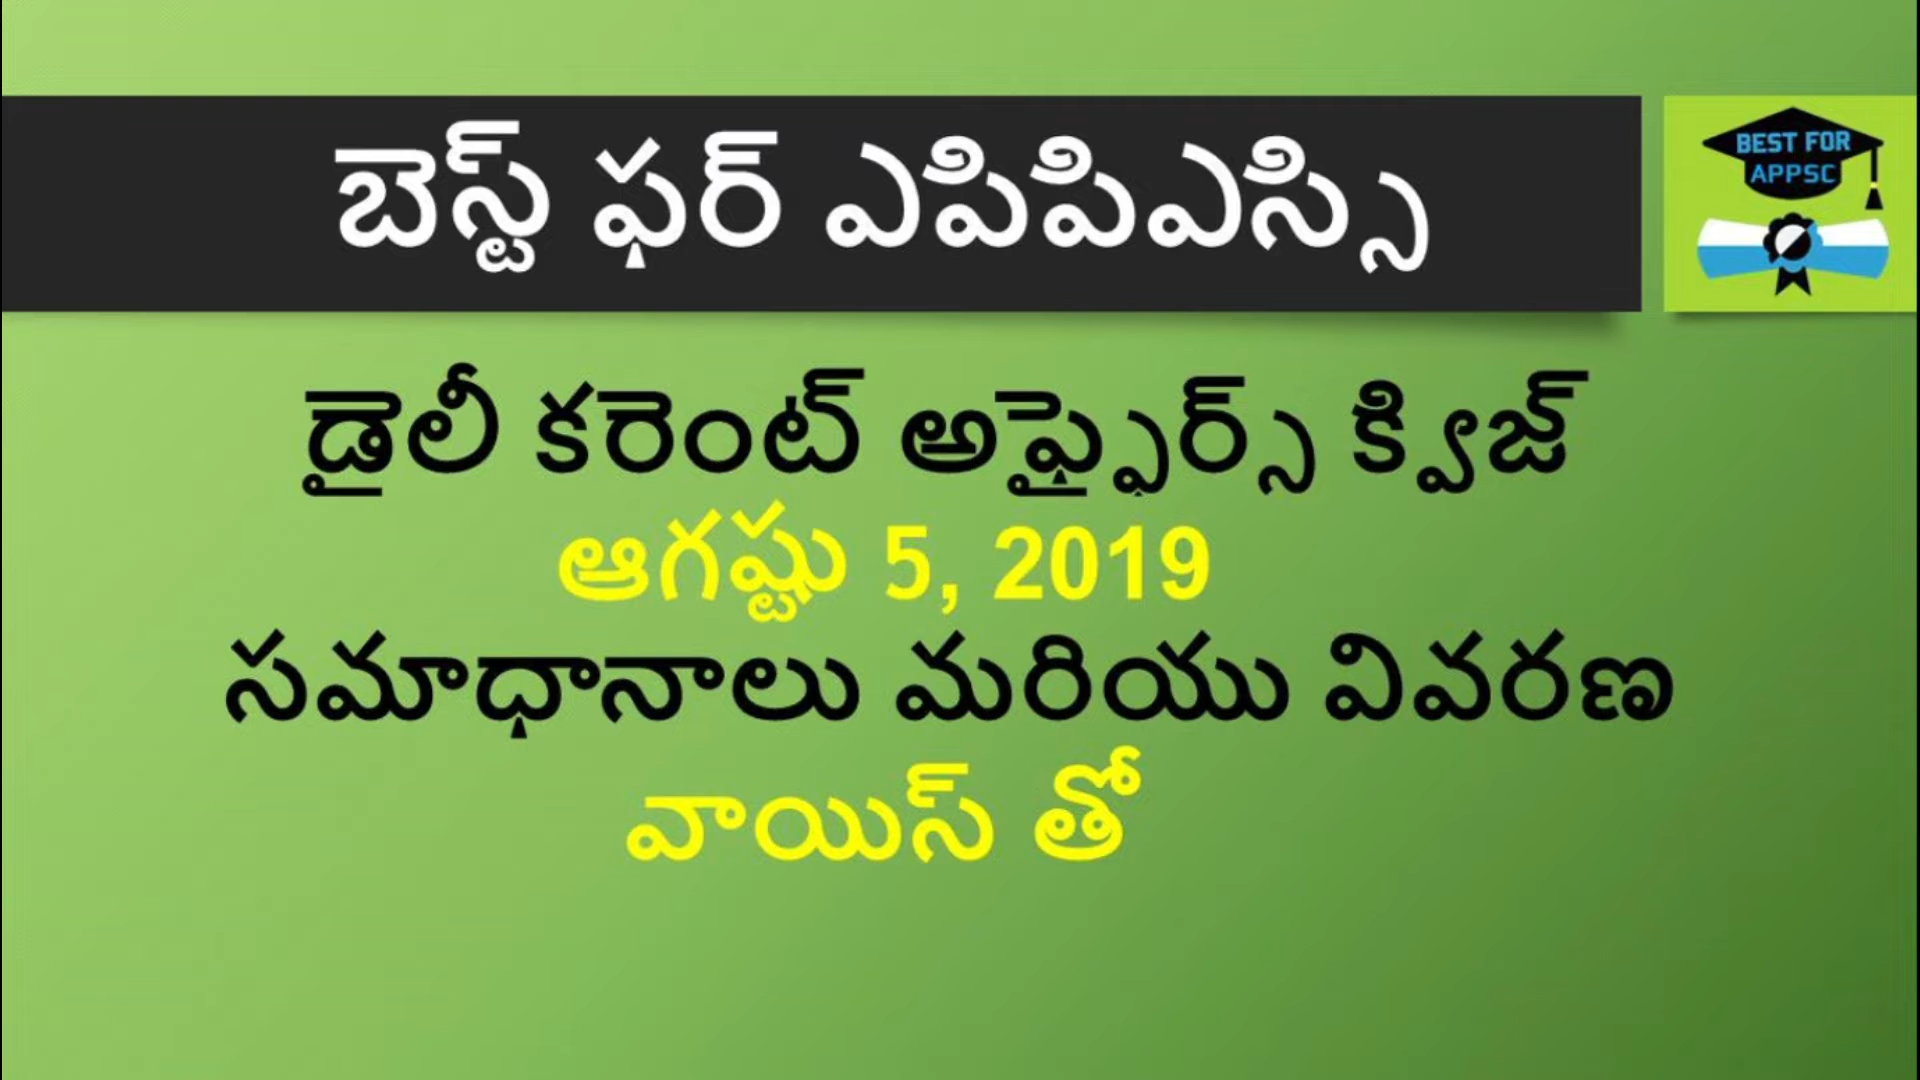 బెస్ట్ ఫర్ ఎపిపిఎస్సి
BEST FOR
APPSC
డైలీ కరెంట్ అఫ్ఫైర్స్ క్విజ్
ఆగష్టు 5, 2019
సమాధానాలు మరియు వివరణ
వాయిస్ తో